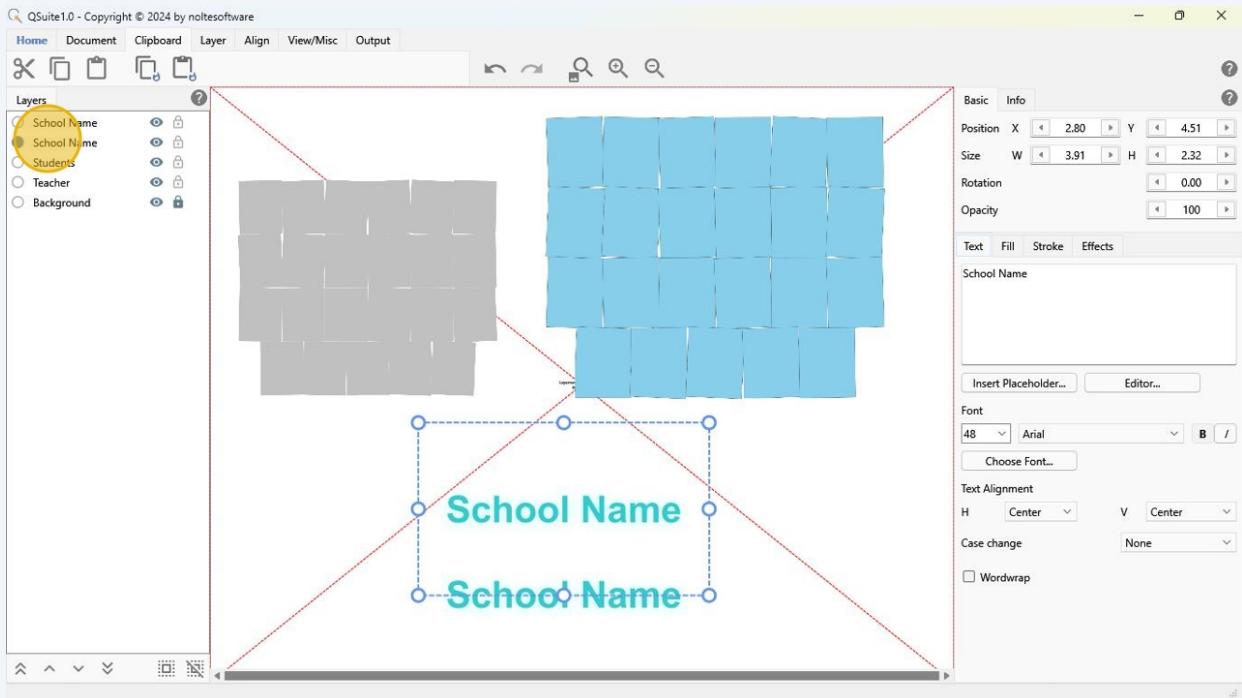 QSuite1.0 - Copyright © 2024 by noltesoftware
Home Document Clipboard Layer Align View/Misc Output
Layers
School Name
School Name
Students
Teacher
Background
School Name
School Name
Basic Info
Position X 2.80 Y 4.51
Size W 3.91 H 2.32
Rotation 0.00
Opacity 100
Text Fill Stroke Effects
School Name
Insert Placeholder... Editor...
Font
48 Arial B I
Choose Font...
Text Alignment
H Center V Center
Case change None
Wordwrap